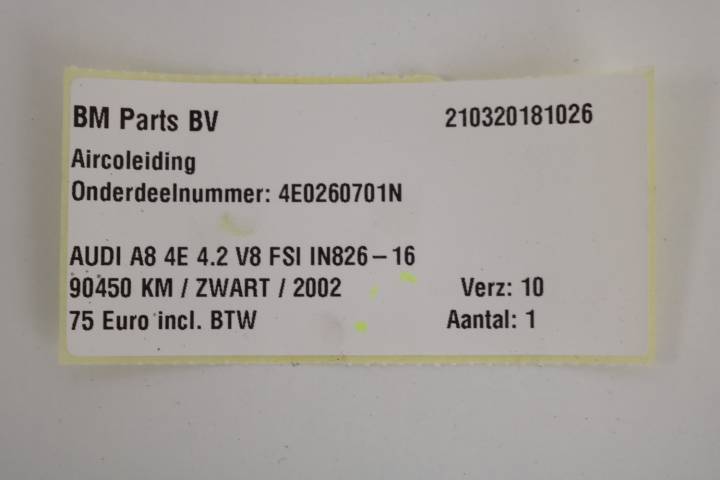 BM Parts BV 210320181026
Aircoleiding
Onderdeelnummer: 4E0260701N
AUDI A8 4E 4.2 V8 FSI IN826-16
90450 KM / ZWART / 2002 Verz: 10
75 Euro incl. BTW Aantal: 1